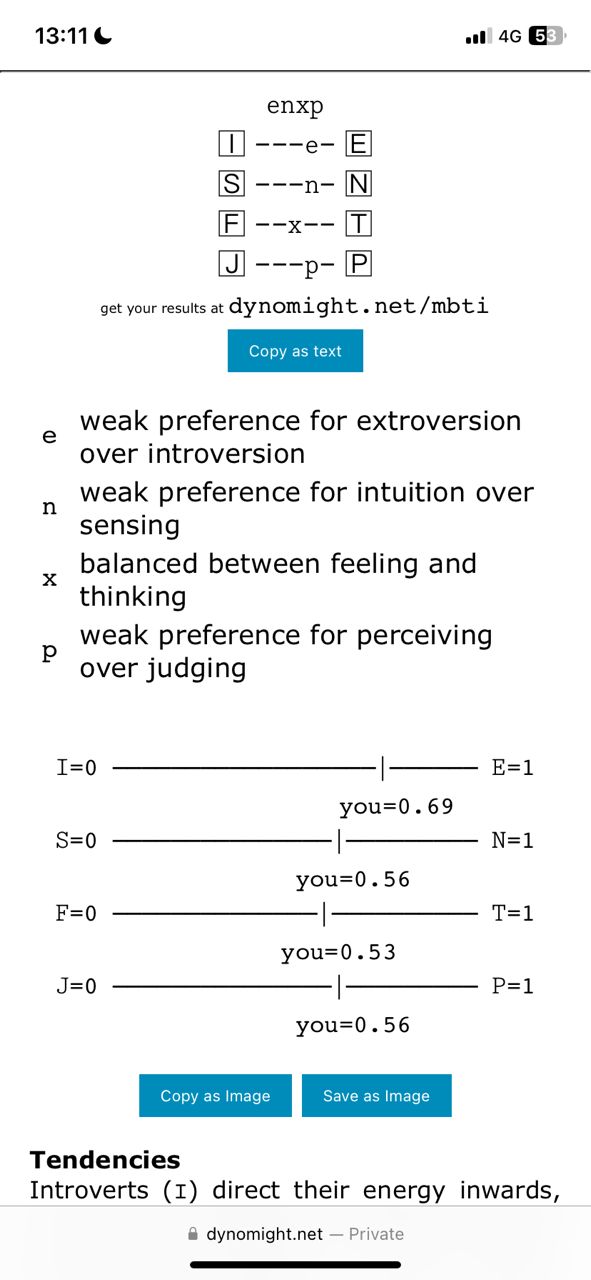 13:11
4G 53
enxp
I ---e- E
S ---n- N
F --x-- T
J ---p- P
get your results at dynomight.net/mbti
Copy as text
e weak preference for extroversion
over introversion
n weak preference for intuition over
sensing
x balanced between feeling and
thinking
p weak preference for perceiving
over judging
I=0 E=1
you=0.69
S=0 N=1
you=0.56
F=0 T=1
you=0.53
J=0 P=1
you=0.56
Copy as Image Save as Image
Tendencies
Introverts (I) direct their energy inwards,
dynomight.net — Private